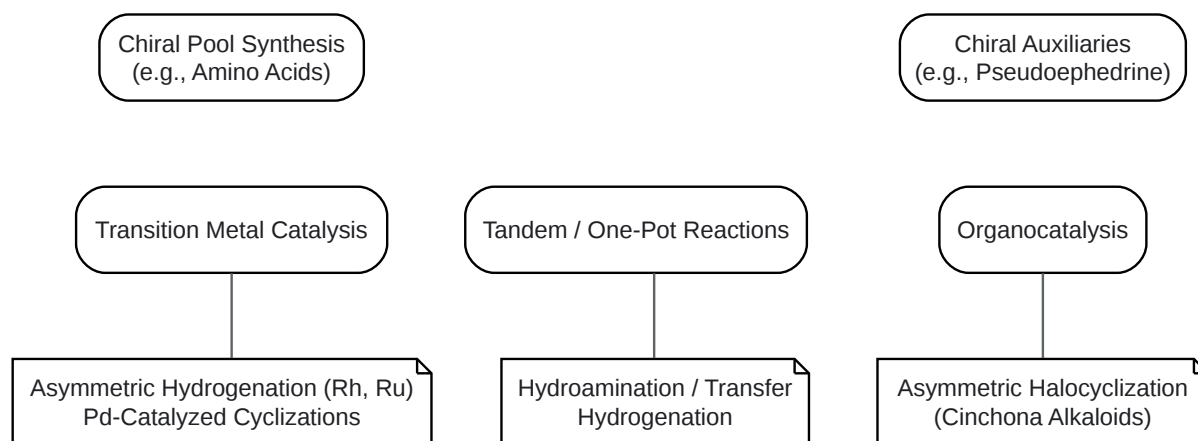 Chiral Pool Synthesis
(e.g., Amino Acids)
Chiral Auxiliaries
(e.g., Pseudoephedrine)
Transition Metal Catalysis
Tandem / One-Pot Reactions
Organocatalysis
Asymmetric Hydrogenation (Rh, Ru)
Pd-Catalyzed Cyclizations
Hydroamination / Transfer
Hydrogenation
Asymmetric Halocyclization
(Cinchona Alkaloids)